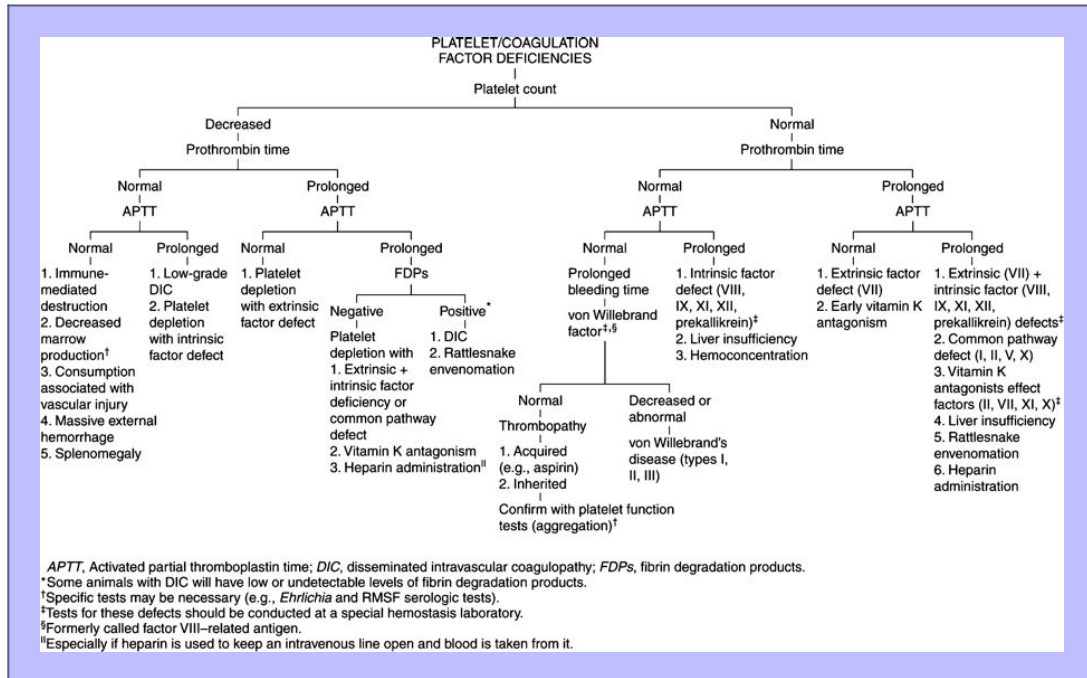 PLATELET/COAGULATION
FACTOR DEFICIENCIES
Platelet count
Decreased
Prothrombin time
Normal
APTT
Normal
1. Immune-
mediated
destruction
2. Decreased
marrow
production†
3. Consumption
associated with
vascular injury
4. Massive external
hemorrhage
5. Splenomegaly
Prolonged
1. Low-grade
DIC
2. Platelet
depletion
with intrinsic
factor defect
Prolonged
APTT
Normal
1. Platelet
depletion
with extrinsic
factor defect
Prolonged
FDPs
Negative
Platelet
depletion with
1. Extrinsic +
intrinsic factor
deficiency or
common pathway
defect
2. Vitamin K antagonism
3. Heparin administration||
Positive*
1. DIC
2. Rattlesnake
envenomation
Normal
Prothrombin time
Normal
APTT
Normal
Prolonged
bleeding time
von Willebrand
factor‡,§
Normal
Thrombopathy
1. Acquired
(e.g., aspirin)
2. Inherited
Confirm with platelet function
tests (aggregation)†
Decreased or
abnormal
von Willebrand's
disease (types I,
II, III)
Prolonged
1. Intrinsic factor
defect (VIII,
IX, XI, XII,
prekallikrein)‡
2. Liver insufficiency
3. Hemoconcentration
Prolonged
APTT
Normal
1. Extrinsic factor
defect (VII)
2. Early vitamin K
antagonism
Prolonged
1. Extrinsic (VII) +
intrinsic factor (VIII,
IX, XI, XII,
prekallikrein) defects‡
2. Common pathway
defect (I, II, V, X)
3. Vitamin K
antagonists effect
factors (II, VII, XI, X)‡
4. Liver insufficiency
5. Rattlesnake
envenomation
6. Heparin
administration
APTT, Activated partial thromboplastin time; DIC, disseminated intravascular coagulopathy; FDPs, fibrin degradation products.
*Some animals with DIC will have low or undetectable levels of fibrin degradation products.
†Specific tests may be necessary (e.g., Ehrlichia and RMSF serologic tests).
‡Tests for these defects should be conducted at a special hemostasis laboratory.
§Formerly called factor VIII–related antigen.
||Especially if heparin is used to keep an intravenous line open and blood is taken from it.